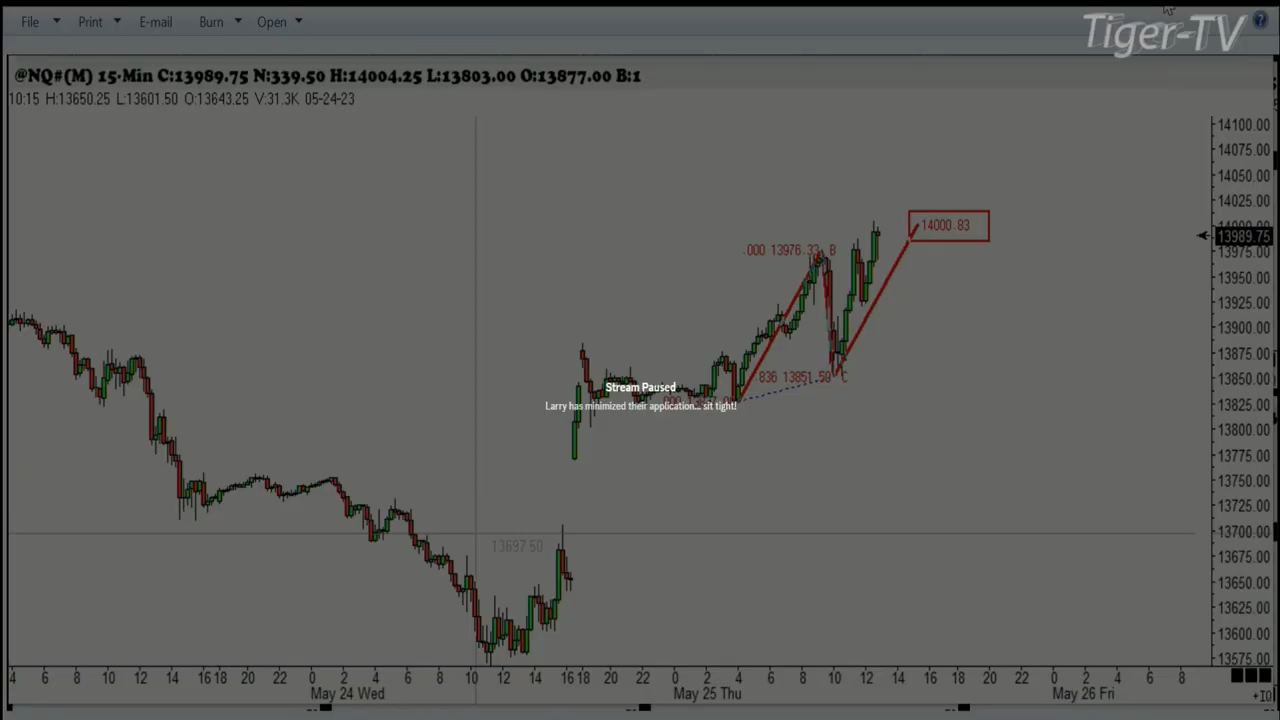 File Print E-mail Burn Open
Tiger-TV
@NQ#(M) 15-Min C:13989.75 N:339.50 H:14004.25 L:13803.00 O:13877.00 B:1
10:15 H:13650.25 L:13601.50 O:13643.25 V:31.3K 05-24-23
14100.00
14075.00
14050.00
14025.00
14000.83
13989.75
.000 13976.33 B
13975.00
13950.00
13925.00
13900.00
13875.00
836 13851.50 C
13850.00
Stream Paused
Larry has minimized their application... sit tight!
13825.00
13800.00
13775.00
13750.00
13725.00
13700.00
13697.50
13675.00
13650.00
13625.00
13600.00
13575.00
4 6 8 10 12 14 16 18 20 22 0 2 4 6 8 10 12 14 16 18 20 22 0 2 4 6 8 10 12 14 16 18 20 22 0 2 4 6 8
May 24 Wed May 25 Thu May 26 Fri